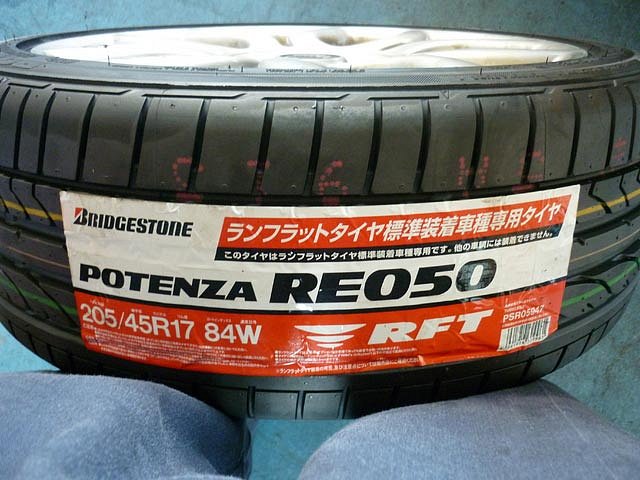 BRIDGESTONE
ランフラットタイヤ標準装着車種専用タイヤ
このタイヤはランフラットタイヤ標準装着車種専用です。他の車輌には装着できません。
POTENZA RE050
205/45R17 84W
RFT
PSR05947